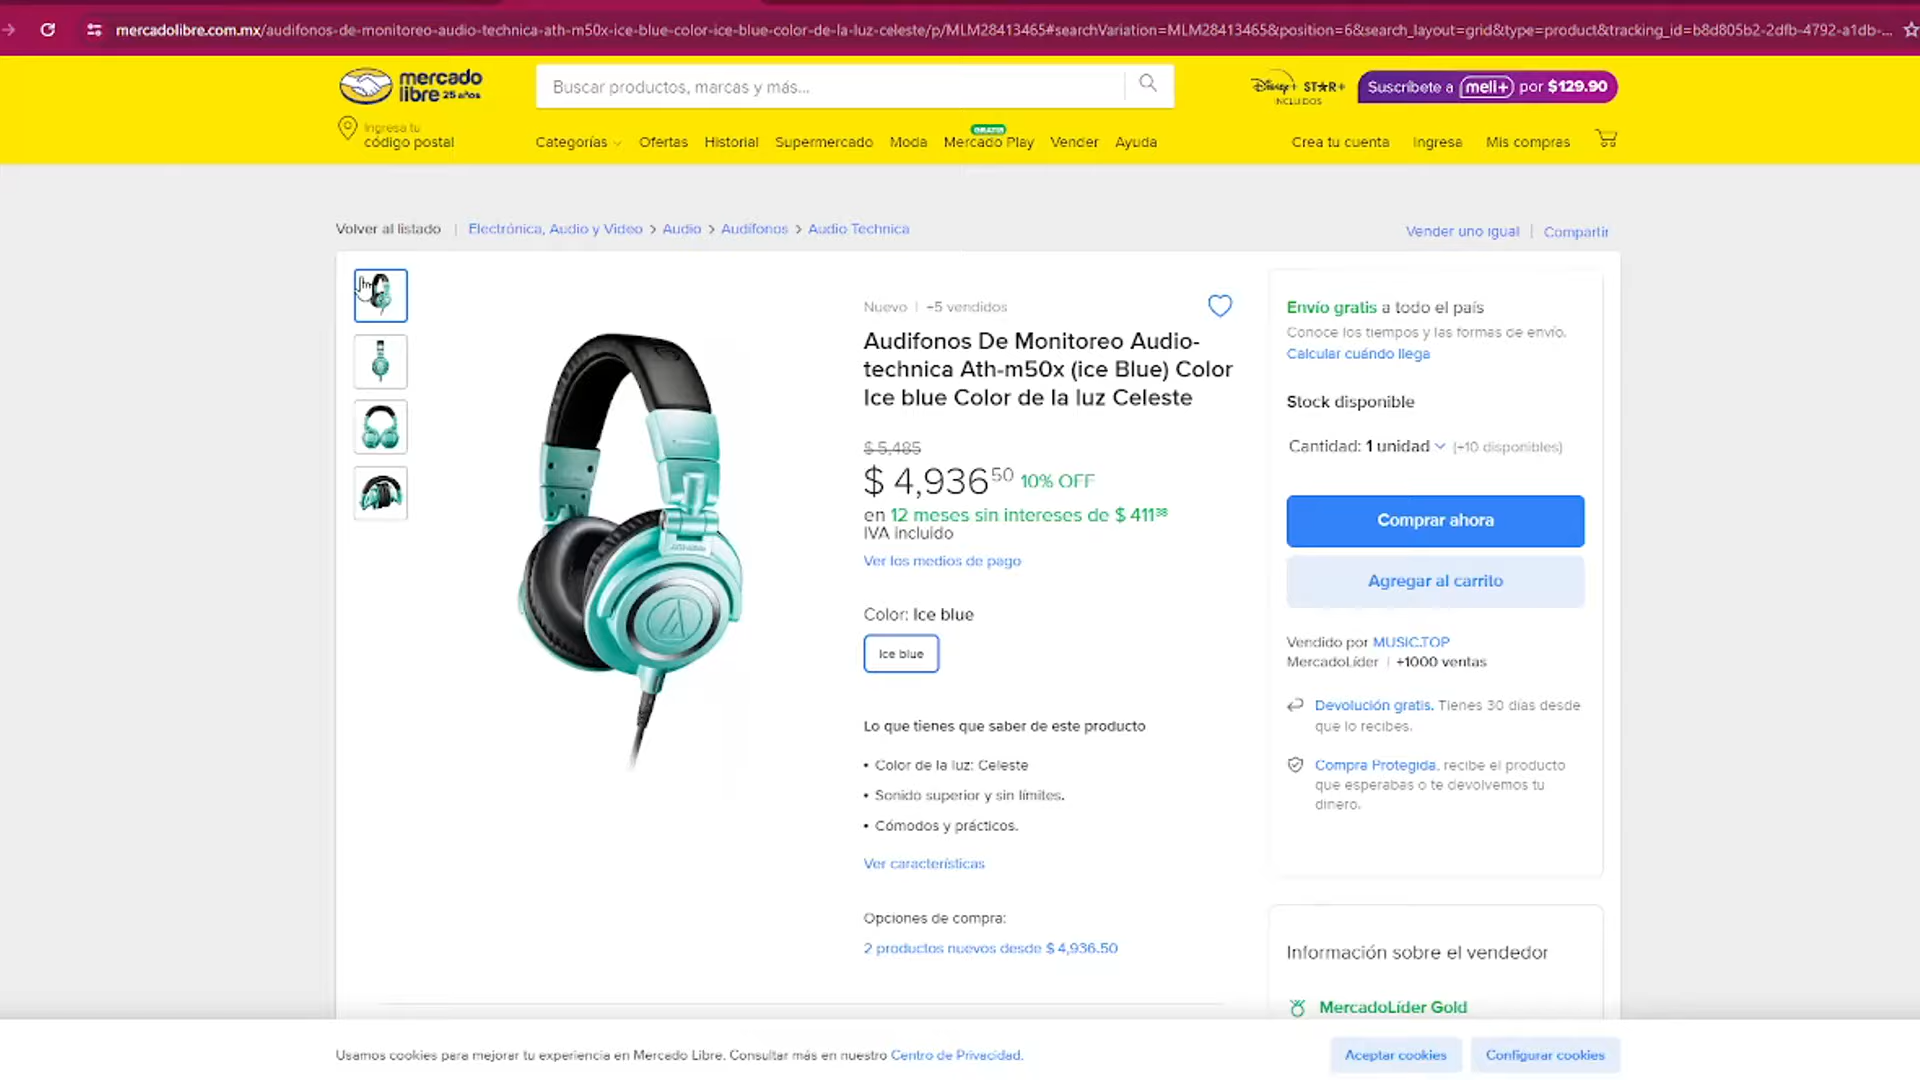 mercadolibre.com.mx/audifonos-de-monitoreo-audio-technica-ath-m50x-ice-blue-color-ice-blue-color-de-la-luz-celeste/p/MLM28413465#searchVariation=MLM28413465&position=6&search_layout=grid&type=product&tracking_id=b8d805b2-2dfb-4792-a1db-...
mercado
libre 25 años
Buscar productos, marcas y más...
Disney+ STAR+
INCLUIDOS
Suscríbete a meli+ por $129.90
Ingresa tu
código postal
Categorías
Ofertas
Historial
Supermercado
Moda
GRATIS
Mercado Play
Vender
Ayuda
Crea tu cuenta
Ingresa
Mis compras
Volver al listado | Electrónica, Audio y Video > Audio > Audífonos > Audio Technica
Vender uno igual | Compartir
Nuevo | +5 vendidos
Audifonos De Monitoreo Audio-
technica Ath-m50x (ice Blue) Color
Ice blue Color de la luz Celeste
$ 5,485
$ 4,936 50 10% OFF
en 12 meses sin intereses de $ 411 38
IVA incluido
Ver los medios de pago
Color: Ice blue
Ice blue
Lo que tienes que saber de este producto
• Color de la luz: Celeste
• Sonido superior y sin límites.
• Cómodos y prácticos.
Ver características
Opciones de compra:
2 productos nuevos desde $ 4,936.50
Envío gratis a todo el país
Conoce los tiempos y las formas de envío.
Calcular cuándo llega
Stock disponible
Cantidad: 1 unidad (+10 disponibles)
Comprar ahora
Agregar al carrito
Vendido por MUSIC.TOP
MercadoLíder | +1000 ventas
Devolución gratis. Tienes 30 días desde
que lo recibes.
Compra Protegida, recibe el producto
que esperabas o te devolvemos tu
dinero.
Información sobre el vendedor
MercadoLíder Gold
Usamos cookies para mejorar tu experiencia en Mercado Libre. Consultar más en nuestro Centro de Privacidad.
Aceptar cookies
Configurar cookies